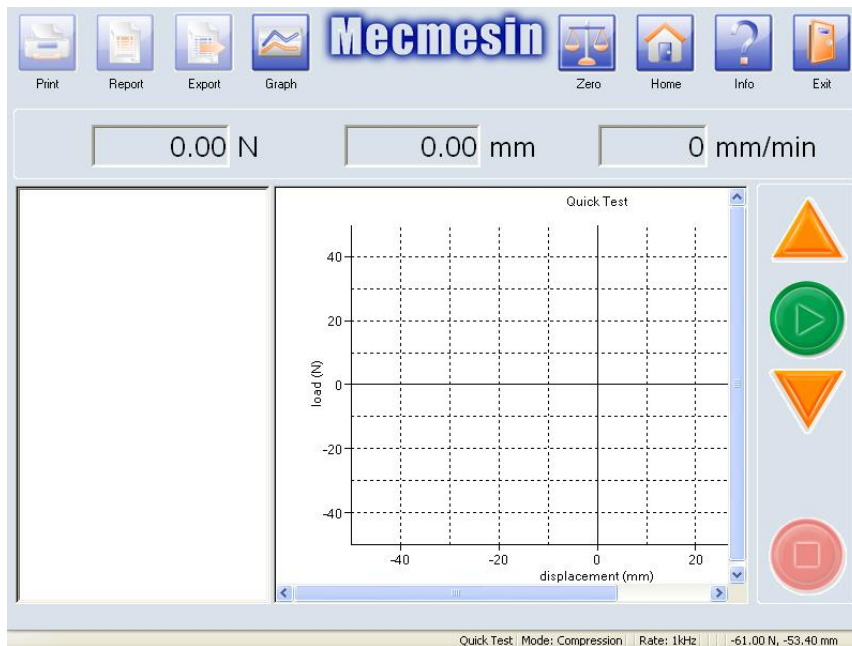 Mecmesin
Print Report Export Graph Zero Home Info Exit
0.00 N 0.00 mm 0 mm/min
Quick Test
40
20
load (N)
0
-20
-40
-40 -20 0 20
displacement (mm)
Quick Test Mode: Compression Rate: 1kHz -61.00 N, -53.40 mm